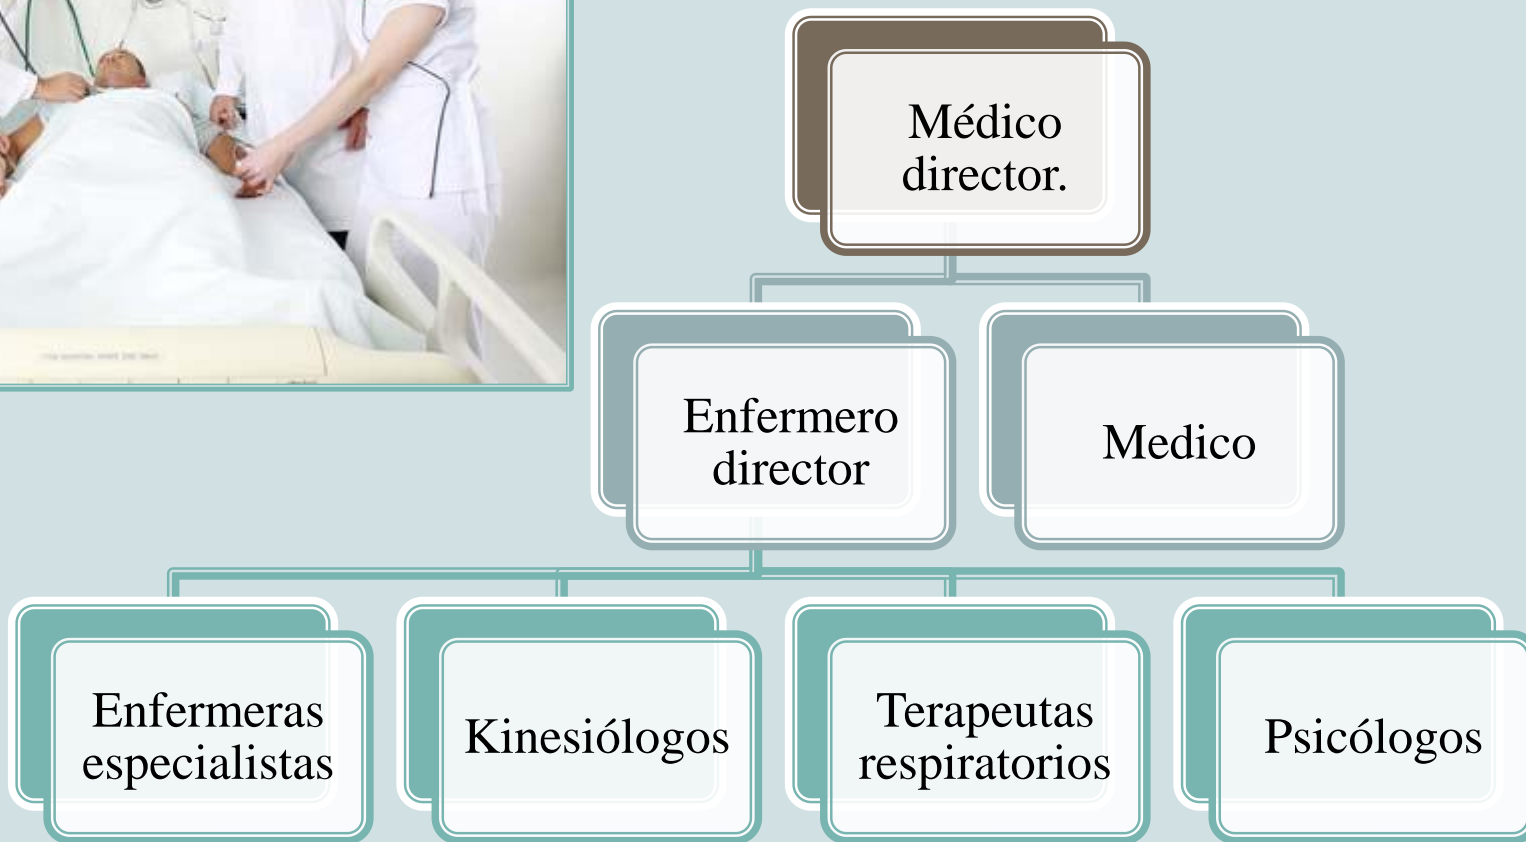 Médico
director.
Enfermero
director
Medico
Enfermeras
especialistas
Kinesiólogos
Terapeutas
respiratorios
Psicólogos